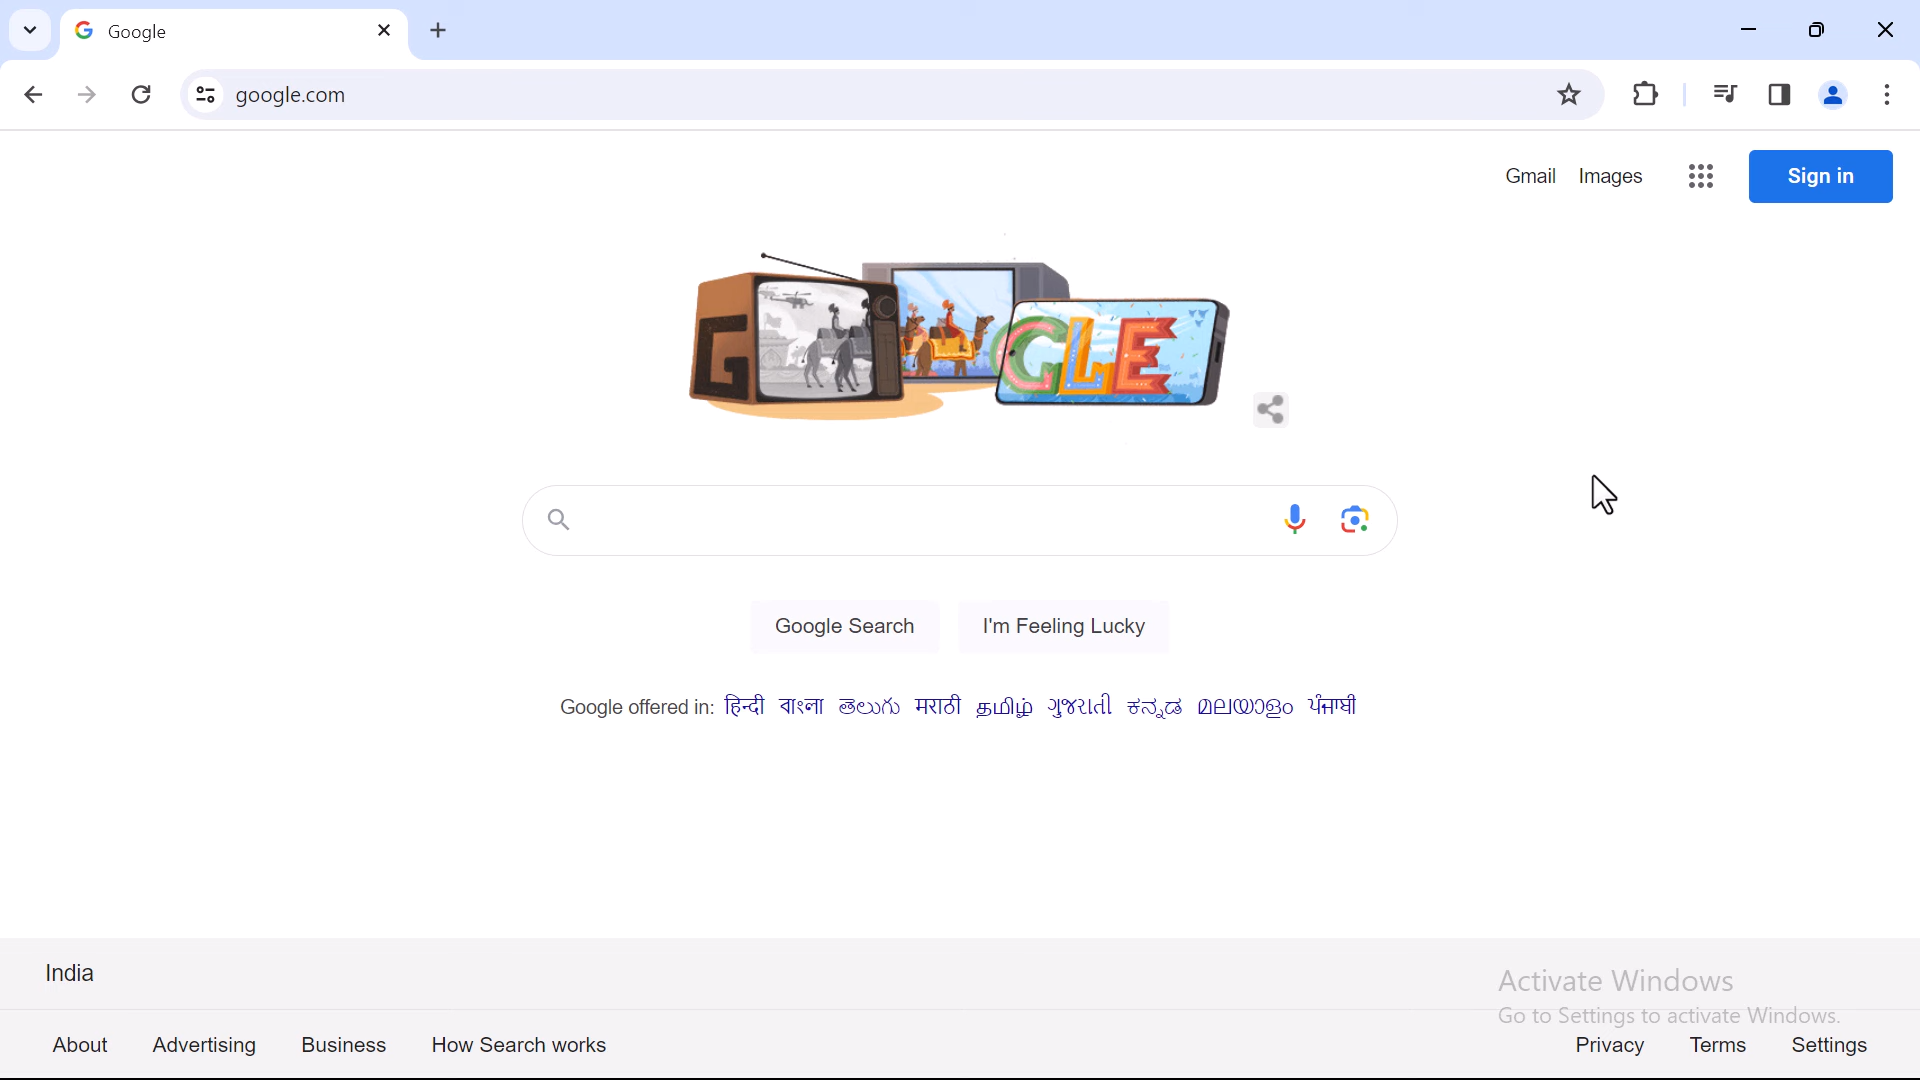 Google
google.com
Gmail Images Sign in
G GLE
Google Search I'm Feeling Lucky
Google offered in: हिन्दी বাংলা తెలుగు मराठी தமிழ் ગુજરાતી ಕನ್ನಡ മലയാളം ਪੰਜਾਬੀ
India
Activate Windows
Go to Settings to activate Windows.
About Advertising Business How Search works Privacy Terms Settings